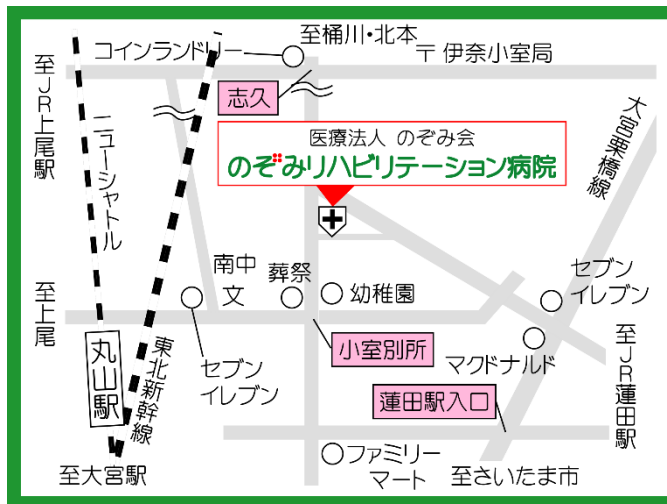 至桶川・北本
コインランドリー
〒 伊奈小室局
志久
至JR上尾駅
ニューシャトル
大宮栗橋線
医療法人 のぞみ会
のぞみリハビリテーション病院
南中
文
葬祭
幼稚園
セブン
イレブン
至上尾
小室別所
セブン
イレブン
マクドナルド
至JR蓮田駅
丸山駅
東北新幹線
蓮田駅入口
ファミリー
マート
至大宮駅
至さいたま市